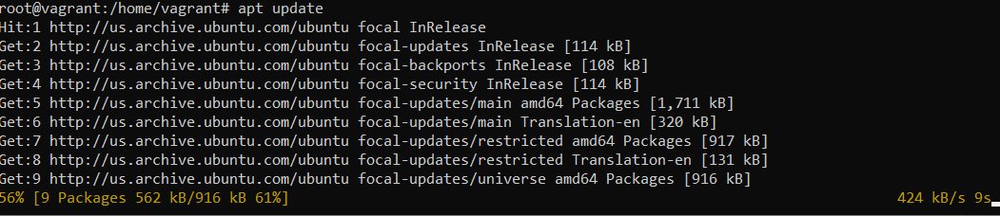 root@vagrant:/home/vagrant# apt update
Hit:1 http://us.archive.ubuntu.com/ubuntu focal InRelease
Get:2 http://us.archive.ubuntu.com/ubuntu focal-updates InRelease [114 kB]
Get:3 http://us.archive.ubuntu.com/ubuntu focal-backports InRelease [108 kB]
Get:4 http://us.archive.ubuntu.com/ubuntu focal-security InRelease [114 kB]
Get:5 http://us.archive.ubuntu.com/ubuntu focal-updates/main amd64 Packages [1,711 kB]
Get:6 http://us.archive.ubuntu.com/ubuntu focal-updates/main Translation-en [320 kB]
Get:7 http://us.archive.ubuntu.com/ubuntu focal-updates/restricted amd64 Packages [917 kB]
Get:8 http://us.archive.ubuntu.com/ubuntu focal-updates/restricted Translation-en [131 kB]
Get:9 http://us.archive.ubuntu.com/ubuntu focal-updates/universe amd64 Packages [916 kB]
56% [9 Packages 562 kB/916 kB 61%] 424 kB/s 9s